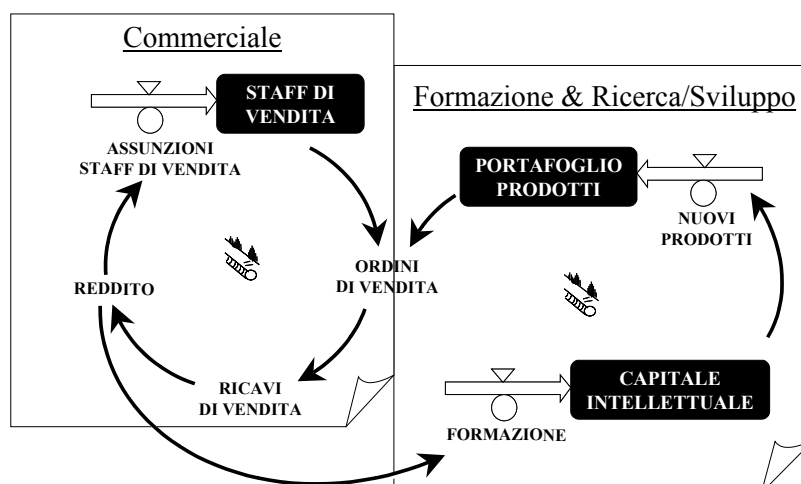 Commerciale
STAFF DI
VENDITA
ASSUNZIONI
STAFF DI VENDITA
REDDITO
ORDINI
DI VENDITA
RICAVI
DI VENDITA
Formazione & Ricerca/Sviluppo
PORTAFOGLIO
PRODOTTI
NUOVI
PRODOTTI
CAPITALE
INTELLETTUALE
FORMAZIONE